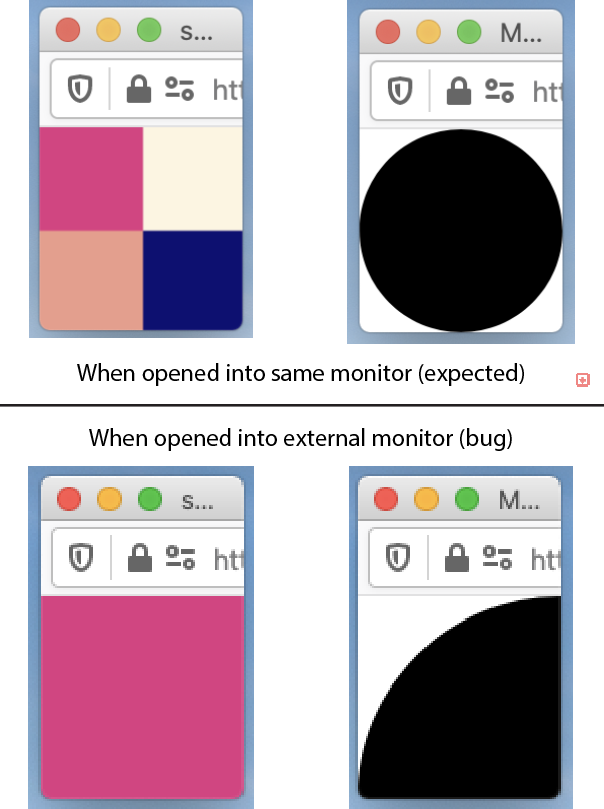 s...
M...
htt
htt
When opened into same monitor (expected)
When opened into external monitor (bug)
s...
M...
htt
htt